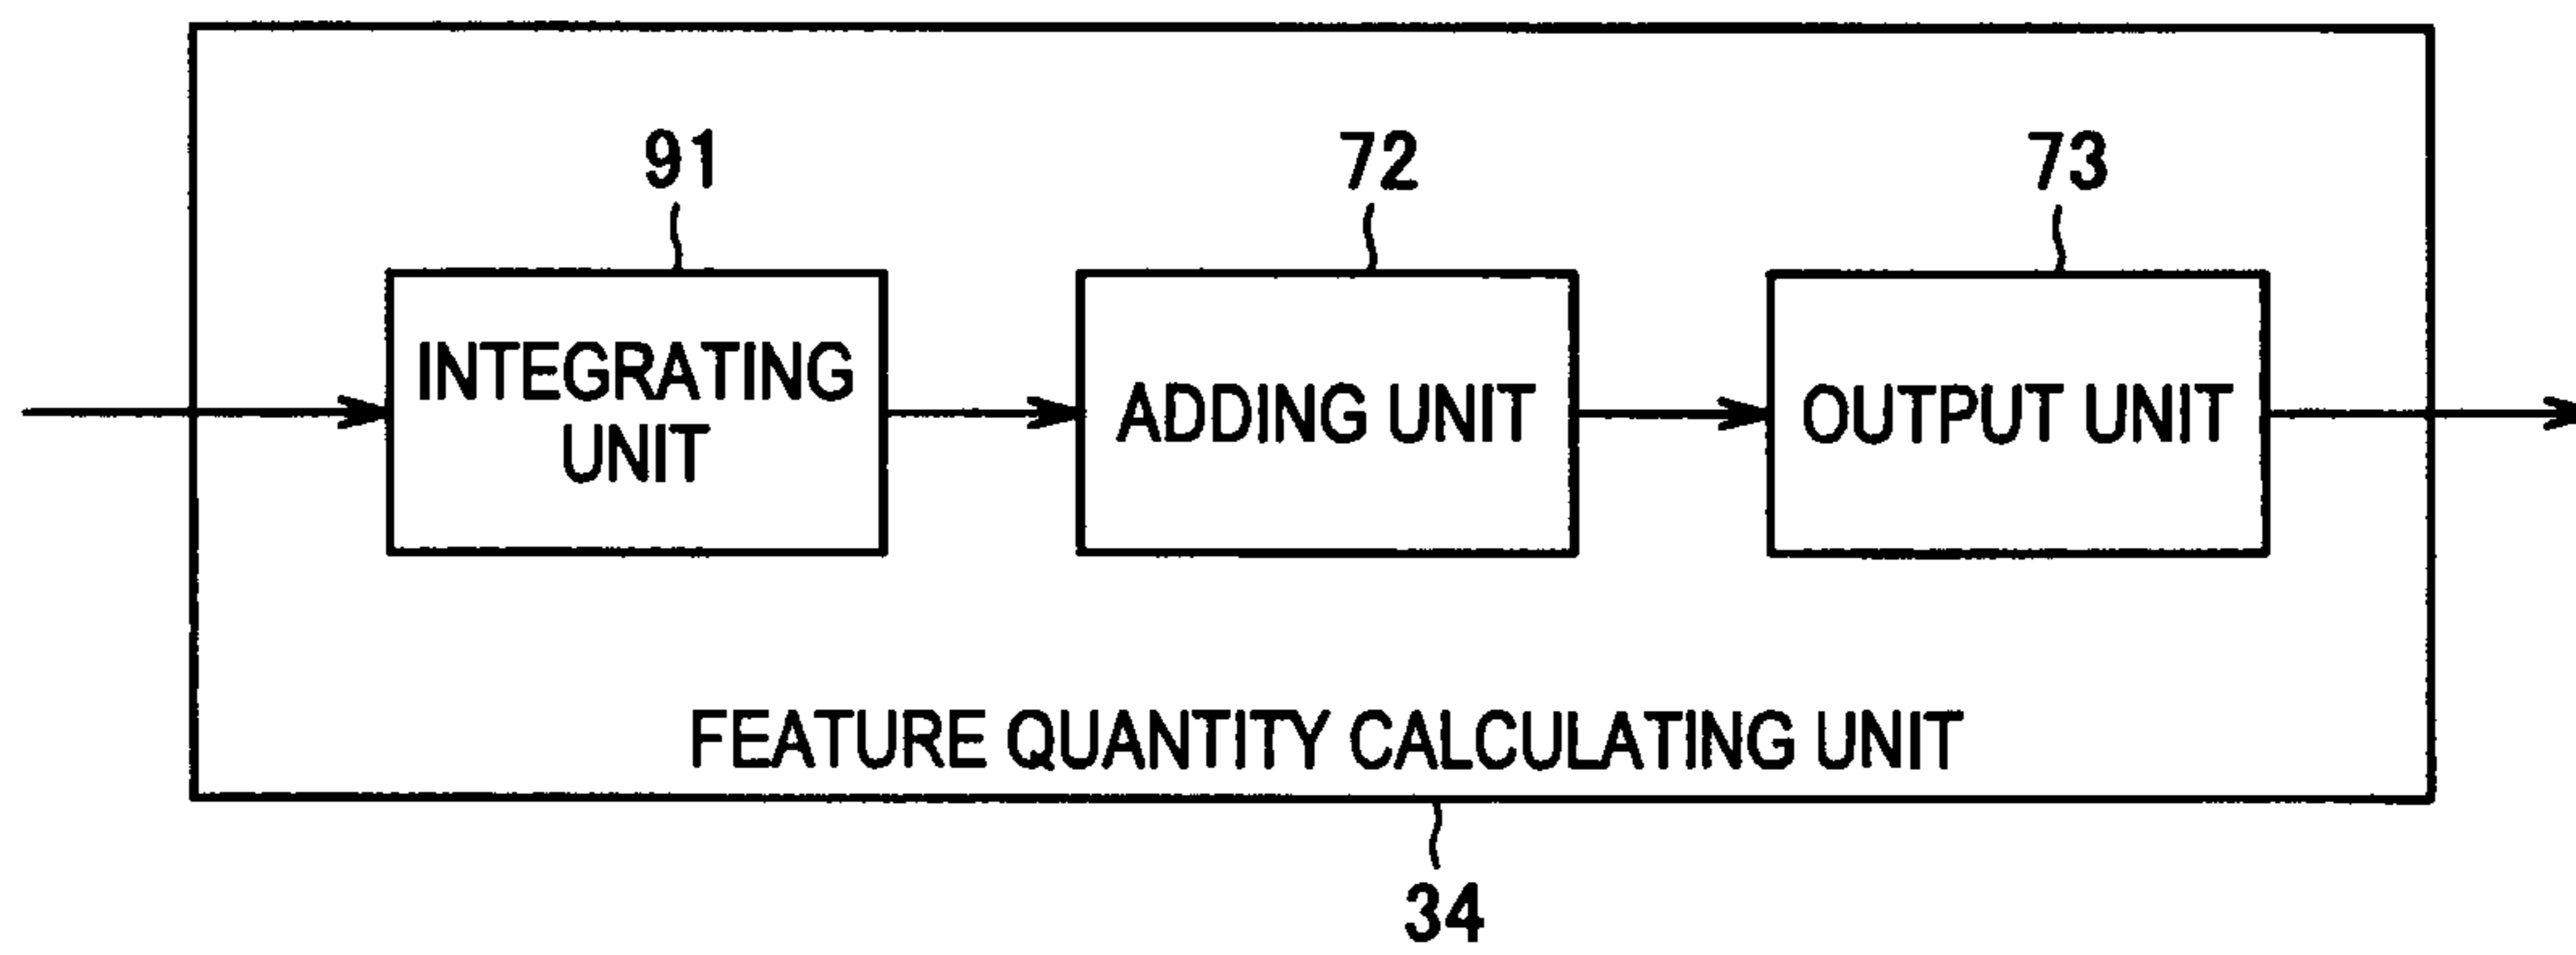 91
72
73
INTEGRATING
UNIT
ADDING UNIT
OUTPUT UNIT
FEATURE QUANTITY CALCULATING UNIT
34